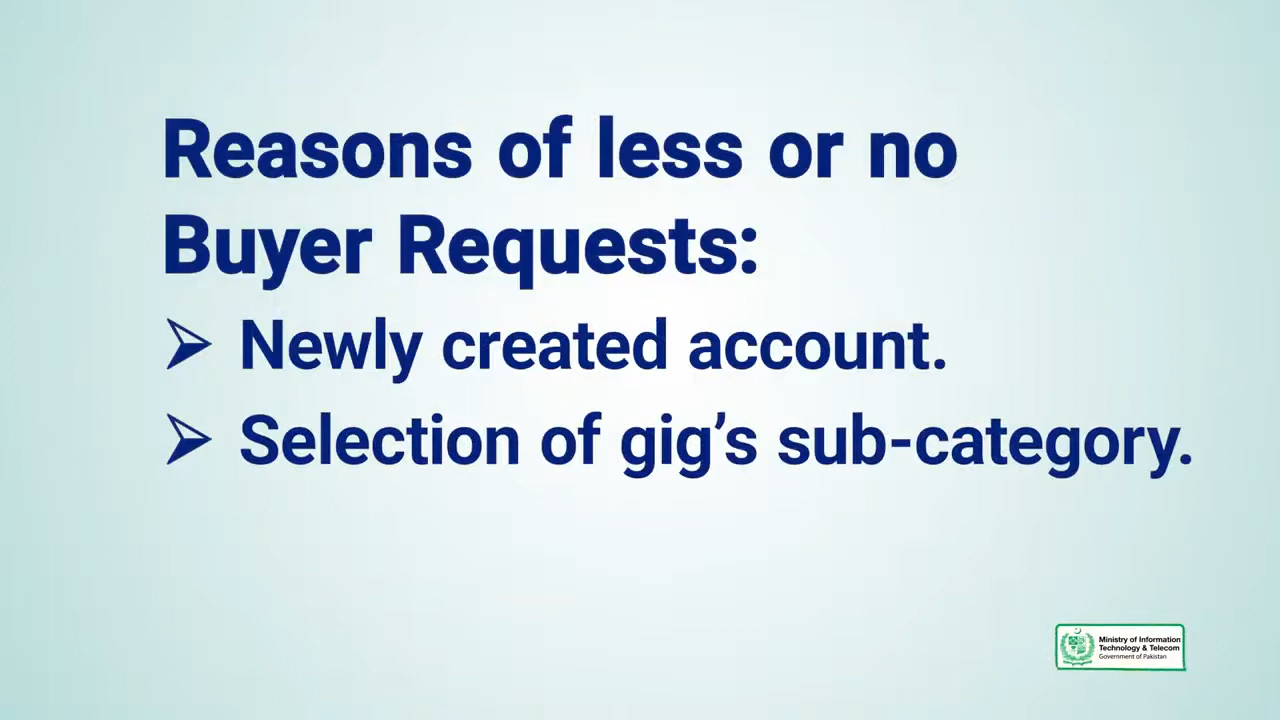 Reasons of less or no
Buyer Requests:
➢ Newly created account.
➢ Selection of gig’s sub-category.
Ministry of Information
Technology & Telecom
Government of Pakistan